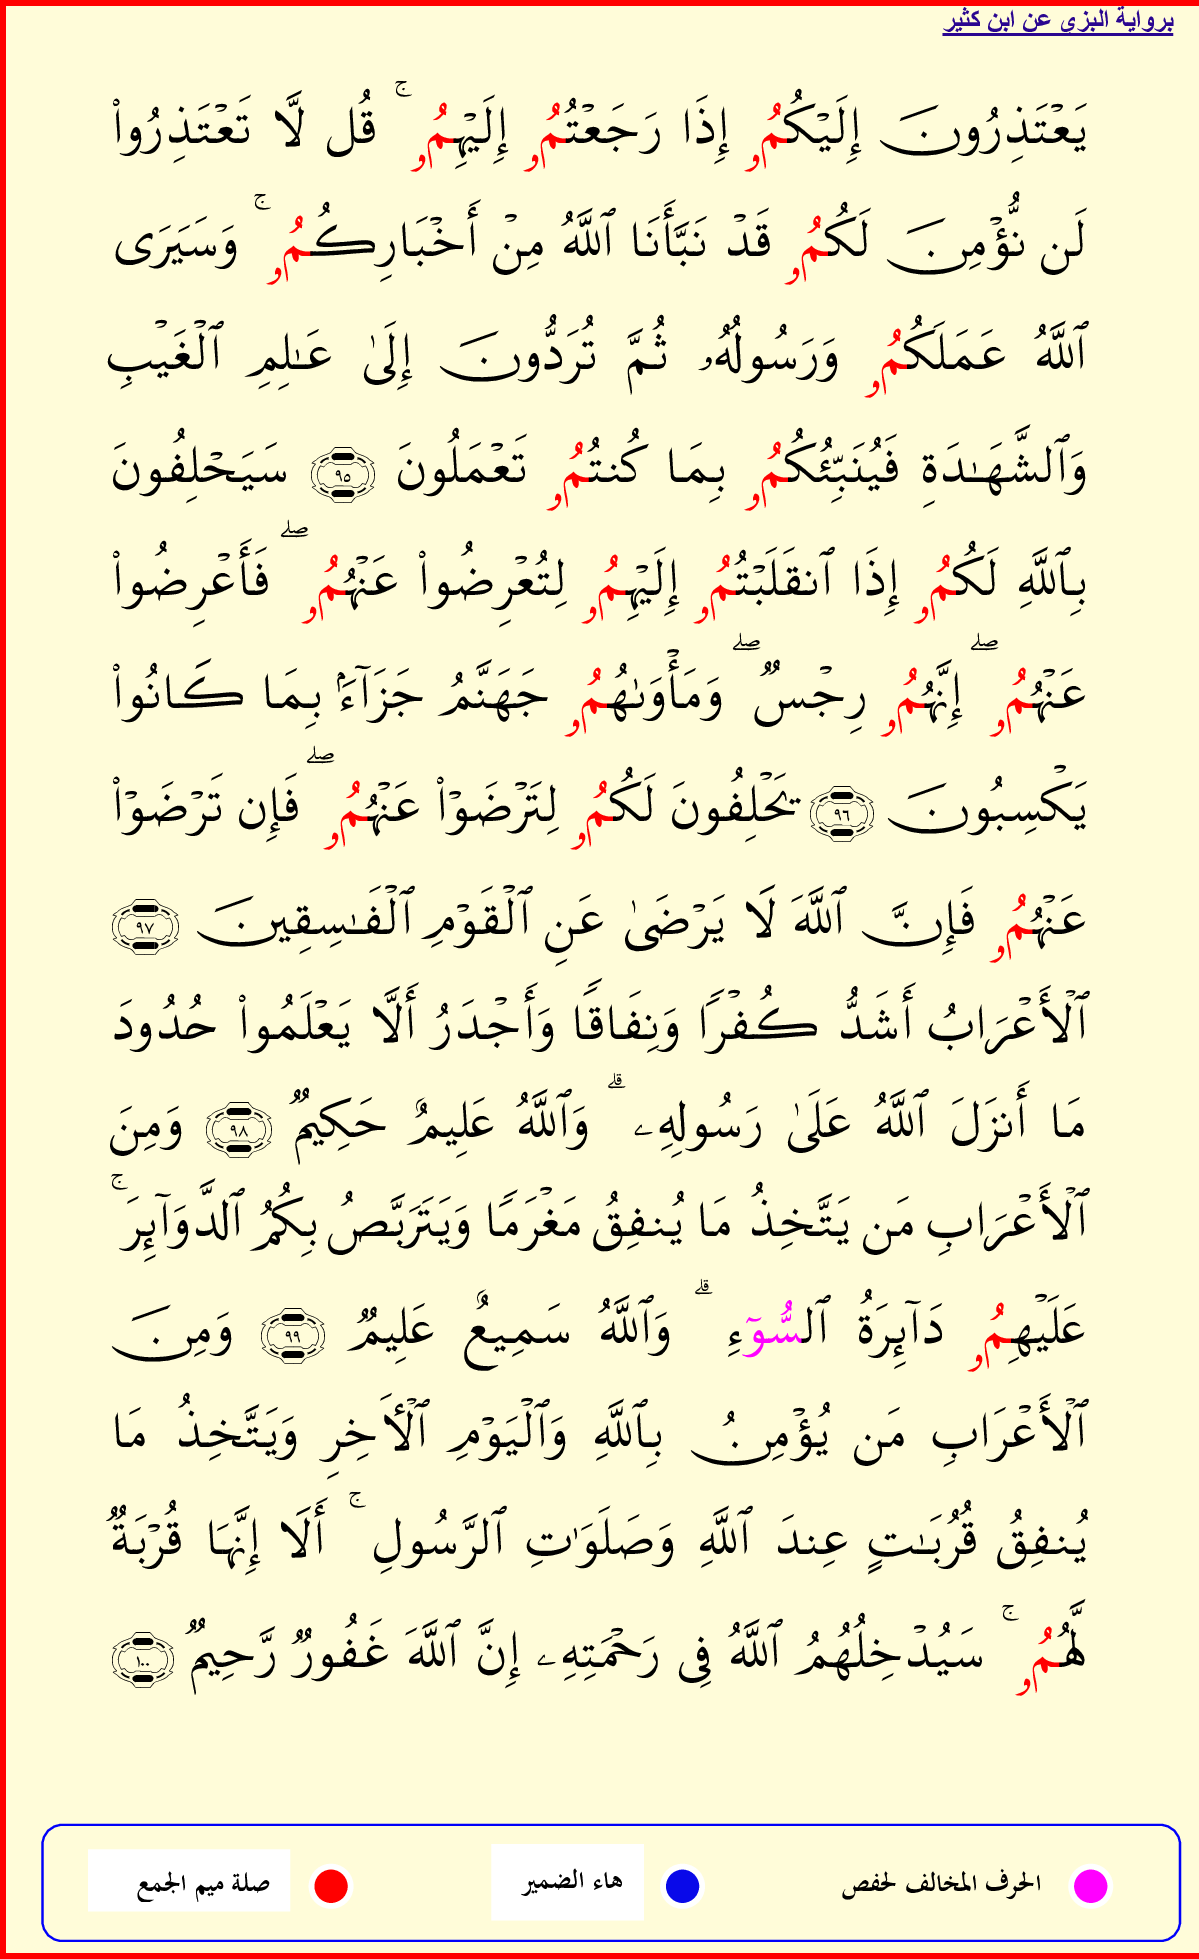 برواية البزي عن ابن كثير
يَعۡتَذِرُونَ إِلَيۡكُمُۥ إِذَا رَجَعۡتُمُۥ إِلَيۡهِمُۥۚ قُل لَّا تَعۡتَذِرُواْ
لَن نُّؤۡمِنَ لَكُمُۥ قَدۡ نَبَّأَنَا ٱللَّهُ مِنۡ أَخۡبَارِكُمُۥۚ وَسَيَرَى
ٱللَّهُ عَمَلَكُمُۥ وَرَسُولُهُۥ ثُمَّ تُرَدُّونَ إِلَىٰ عَٰلِمِ ٱلۡغَيۡبِ
وَٱلشَّهَٰدَةِ فَيُنَبِّئُكُمُۥ بِمَا كُنتُمُۥ تَعۡمَلُونَ ٩٥ سَيَحۡلِفُونَ
بِٱللَّهِ لَكُمُۥ إِذَا ٱنقَلَبۡتُمُۥ إِلَيۡهِمُۥ لِتُعۡرِضُواْ عَنۡهُمُۥۖ فَأَعۡرِضُواْ
عَنۡهُمُۥۖ إِنَّهُمُۥ رِجۡسٞۖ وَمَأۡوَىٰهُمُۥ جَهَنَّمُ جَزَآءَۢ بِمَا كَانُواْ
يَكۡسِبُونَ ٩٦ يَحۡلِفُونَ لَكُمُۥ لِتَرۡضَوۡاْ عَنۡهُمُۥۖ فَإِن تَرۡضَوۡاْ
عَنۡهُمُۥ فَإِنَّ ٱللَّهَ لَا يَرۡضَىٰ عَنِ ٱلۡقَوۡمِ ٱلۡفَٰسِقِينَ ٩٧
ٱلۡأَعۡرَابُ أَشَدُّ كُفۡرٗا وَنِفَاقٗا وَأَجۡدَرُ أَلَّا يَعۡلَمُواْ حُدُودَ
مَا أَنزَلَ ٱللَّهُ عَلَىٰ رَسُولِهِۦۗ وَٱللَّهُ عَلِيمٌ حَكِيمٞ ٩٨ وَمِنَ
ٱلۡأَعۡرَابِ مَن يَتَّخِذُ مَا يُنفِقُ مَغۡرَمٗا وَيَتَرَبَّصُ بِكُمُ ٱلدَّوَآئِرَۚ
عَلَيۡهِمُۥ دَآئِرَةُ ٱلسُّوٓءِۗ وَٱللَّهُ سَمِيعٌ عَلِيمٞ ٩٩ وَمِنَ
ٱلۡأَعۡرَابِ مَن يُؤۡمِنُ بِٱللَّهِ وَٱلۡيَوۡمِ ٱلۡأٓخِرِ وَيَتَّخِذُ مَا
يُنفِقُ قُرُبَٰتٍ عِندَ ٱللَّهِ وَصَلَوَٰتِ ٱلرَّسُولِۚ أَلَا إِنَّهَا قُرۡبَةٞ
لَّهُمُۥۚ سَيُدۡخِلُهُمُ ٱللَّهُ فِي رَحۡمَتِهِۦ إِنَّ ٱللَّهَ غَفُورٞ رَّحِيمٞ ١٠٠
الحرف المخالف لحفص هاء الضمير صلة ميم الجمع